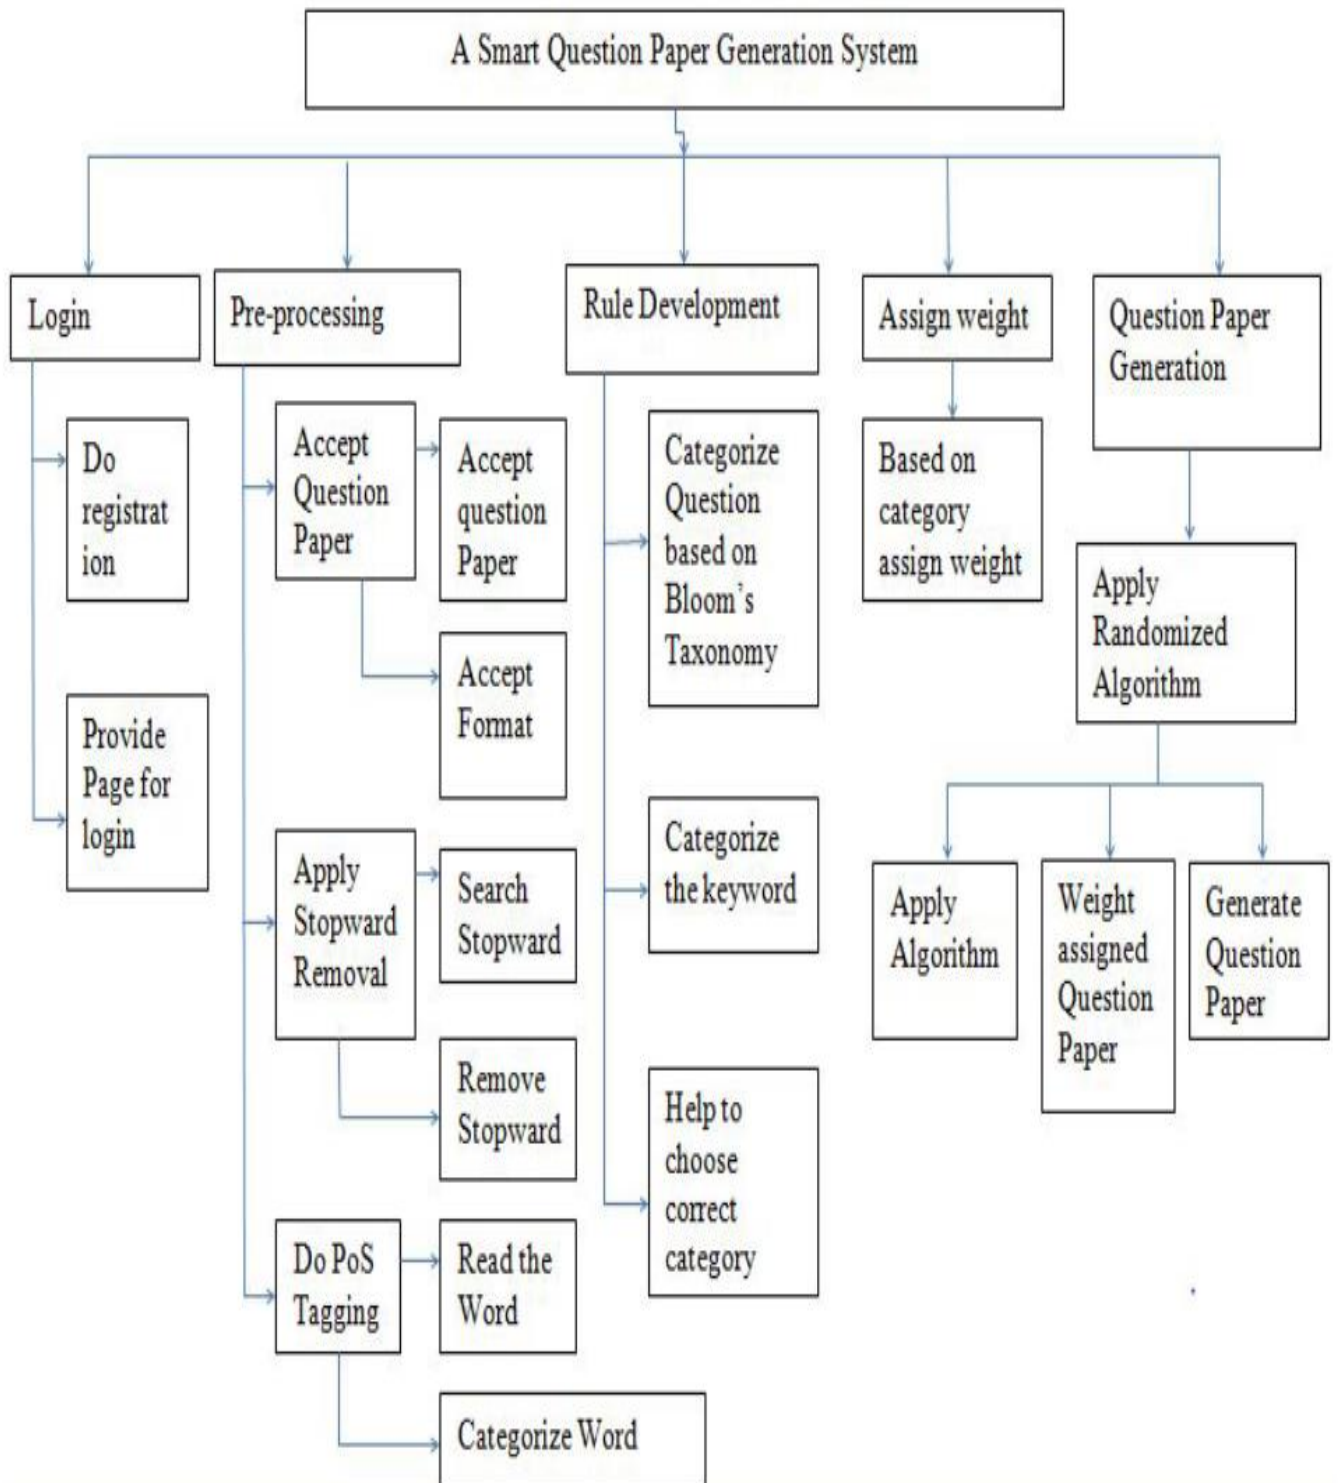 A Smart Question Paper Generation System
Login
Pre-processing
Rule Development
Assign weight
Question Paper
Generation
Do
registrat
ion
Provide
Page for
login
Accept
Question
Paper
Accept
question
Paper
Accept
Format
Apply
Stopward
Removal
Search
Stopward
Remove
Stopward
Do PoS
Tagging
Read the
Word
Categorize Word
Categorize
Question
based on
Bloom's
Taxonomy
Categorize
the keyword
Help to
choose
correct
category
Based on
category
assign weight
Apply
Randomized
Algorithm
Apply
Algorithm
Weight
assigned
Question
Paper
Generate
Question
Paper